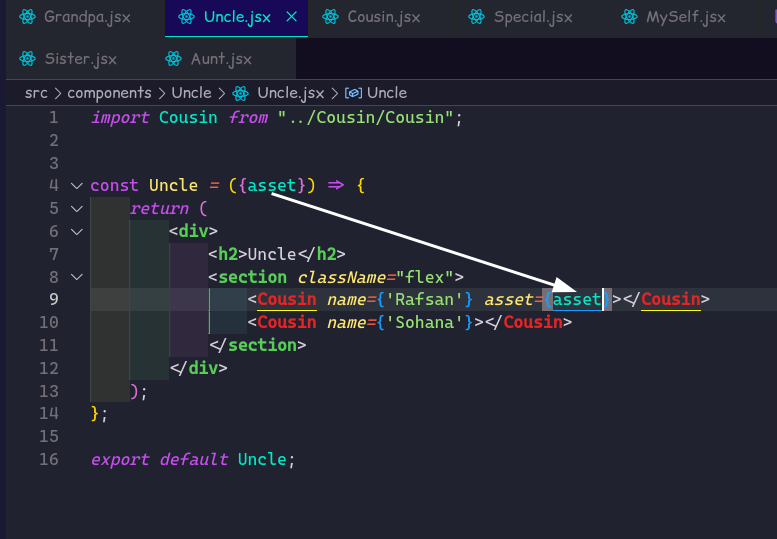 Grandpa.jsx Uncle.jsx × Cousin.jsx Special.jsx MySelf.jsx
Sister.jsx Aunt.jsx
src > components > Uncle > Uncle.jsx > Uncle
1 import Cousin from "../Cousin/Cousin";
2
3
4 const Uncle = ({asset}) => {
5 return (
6 <div>
7 <h2>Uncle</h2>
8 <section className="flex">
9 <Cousin name={'Rafsan'} asset={asset}></Cousin>
10 <Cousin name={'Sohana'}></Cousin>
11 </section>
12 </div>
13 );
14 };
15
16 export default Uncle;